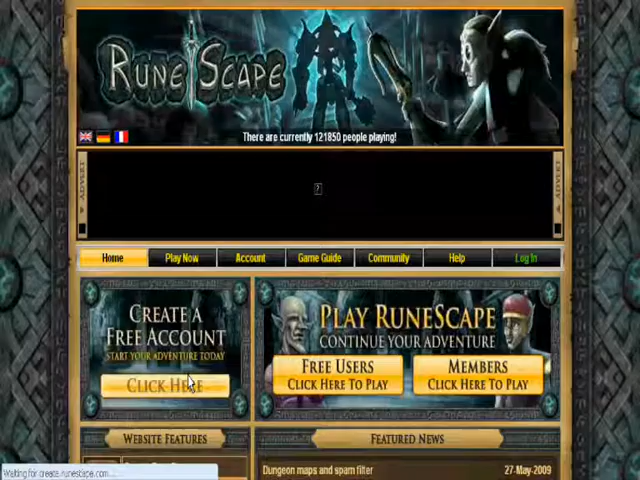 RUNESCAPE
There are currently 121850 people playing!
ADVERT
ADVERT
Home Play Now Account Game Guide Community Help Log In
CREATE A
FREE ACCOUNT
START YOUR ADVENTURE TODAY
CLICK HERE
PLAY RUNESCAPE
CONTINUE YOUR ADVENTURE
FREE USERS
CLICK HERE TO PLAY
MEMBERS
CLICK HERE TO PLAY
WEBSITE FEATURES
FEATURED NEWS
Dungeon maps and spam filter 27-May-2009
Waiting for create.runescape.com...